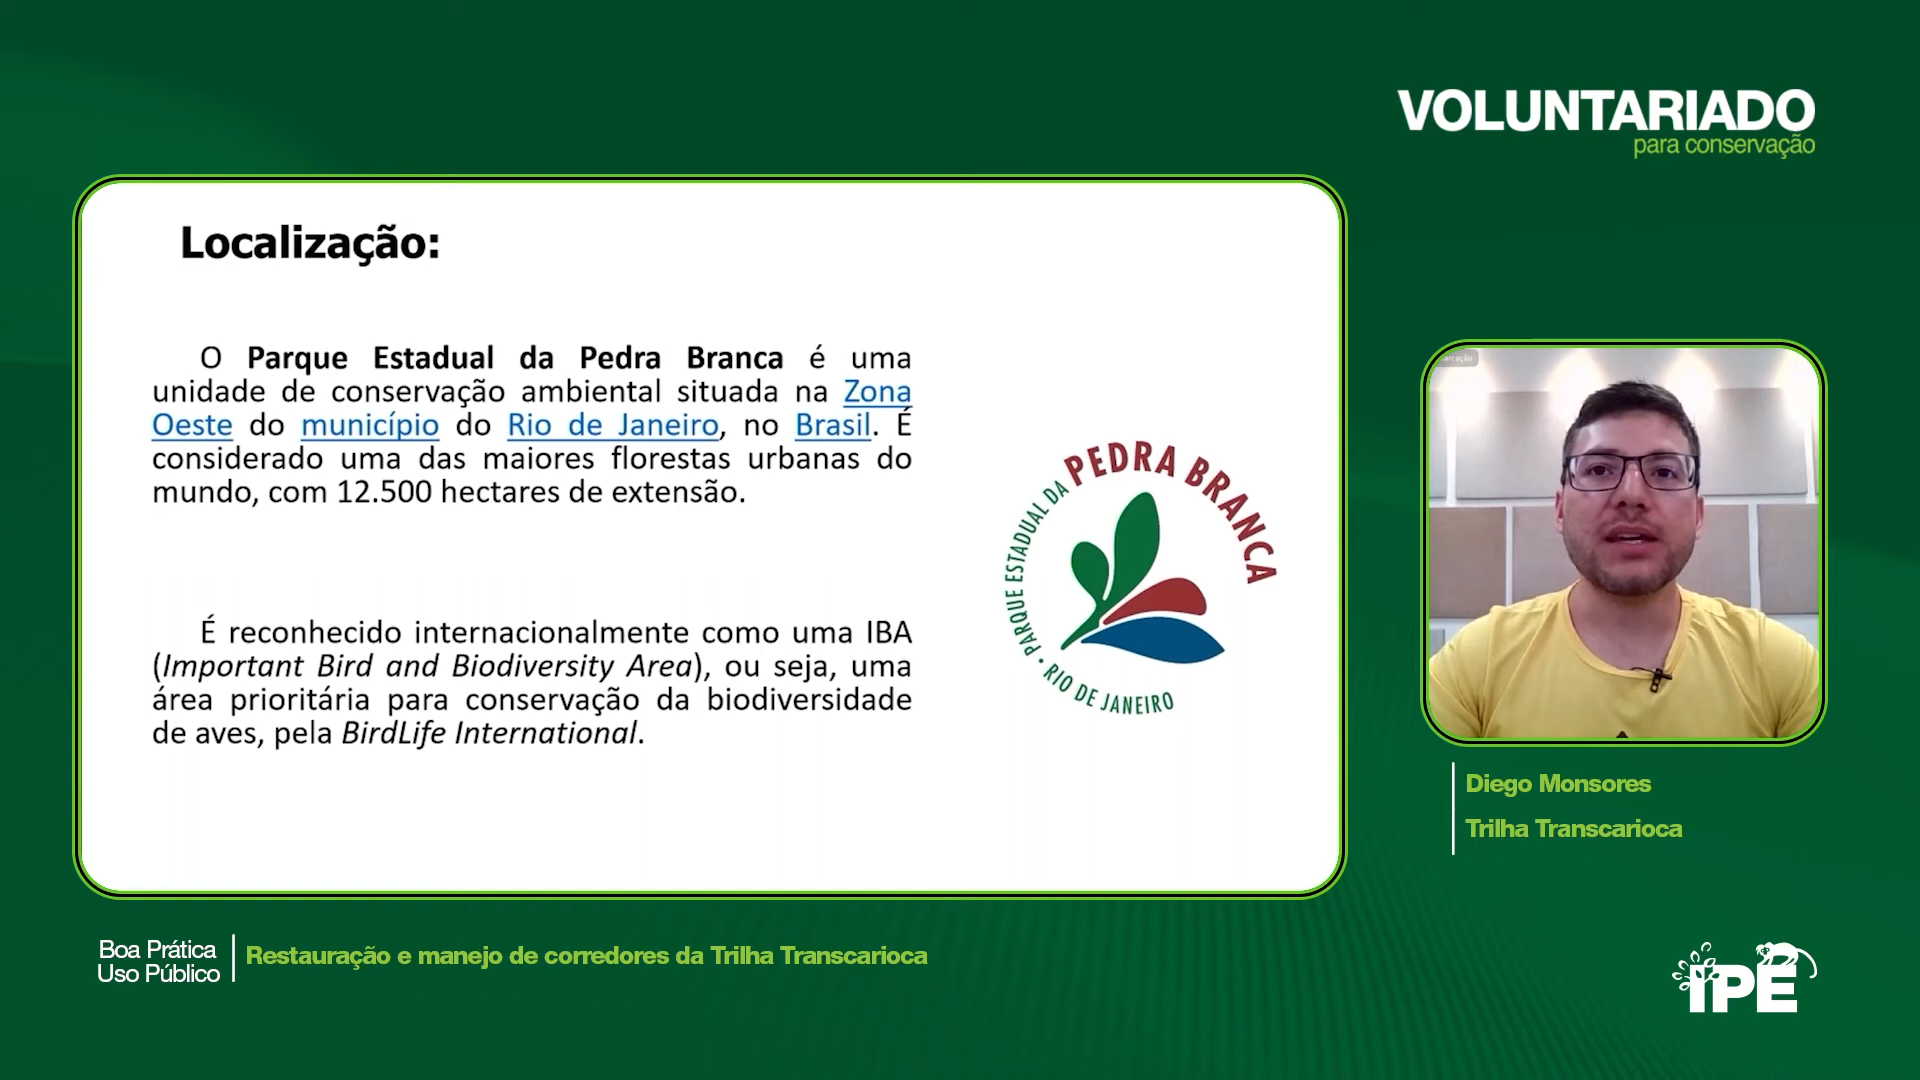 VOLUNTARIADO
para conservação
Localização:
O Parque Estadual da Pedra Branca é uma
unidade de conservação ambiental situada na Zona
Oeste do município do Rio de Janeiro, no Brasil. É
considerado uma das maiores florestas urbanas do
mundo, com 12.500 hectares de extensão.
É reconhecido internacionalmente como uma IBA
(Important Bird and Biodiversity Area), ou seja, uma
área prioritária para conservação da biodiversidade
de aves, pela BirdLife International.
PARQUE ESTADUAL DA PEDRA BRANCA
• RIO DE JANEIRO
Diego Monsores
Trilha Transcarioca
Boa Prática
Uso Público
Restauração e manejo de corredores da Trilha Transcarioca
IPÊ